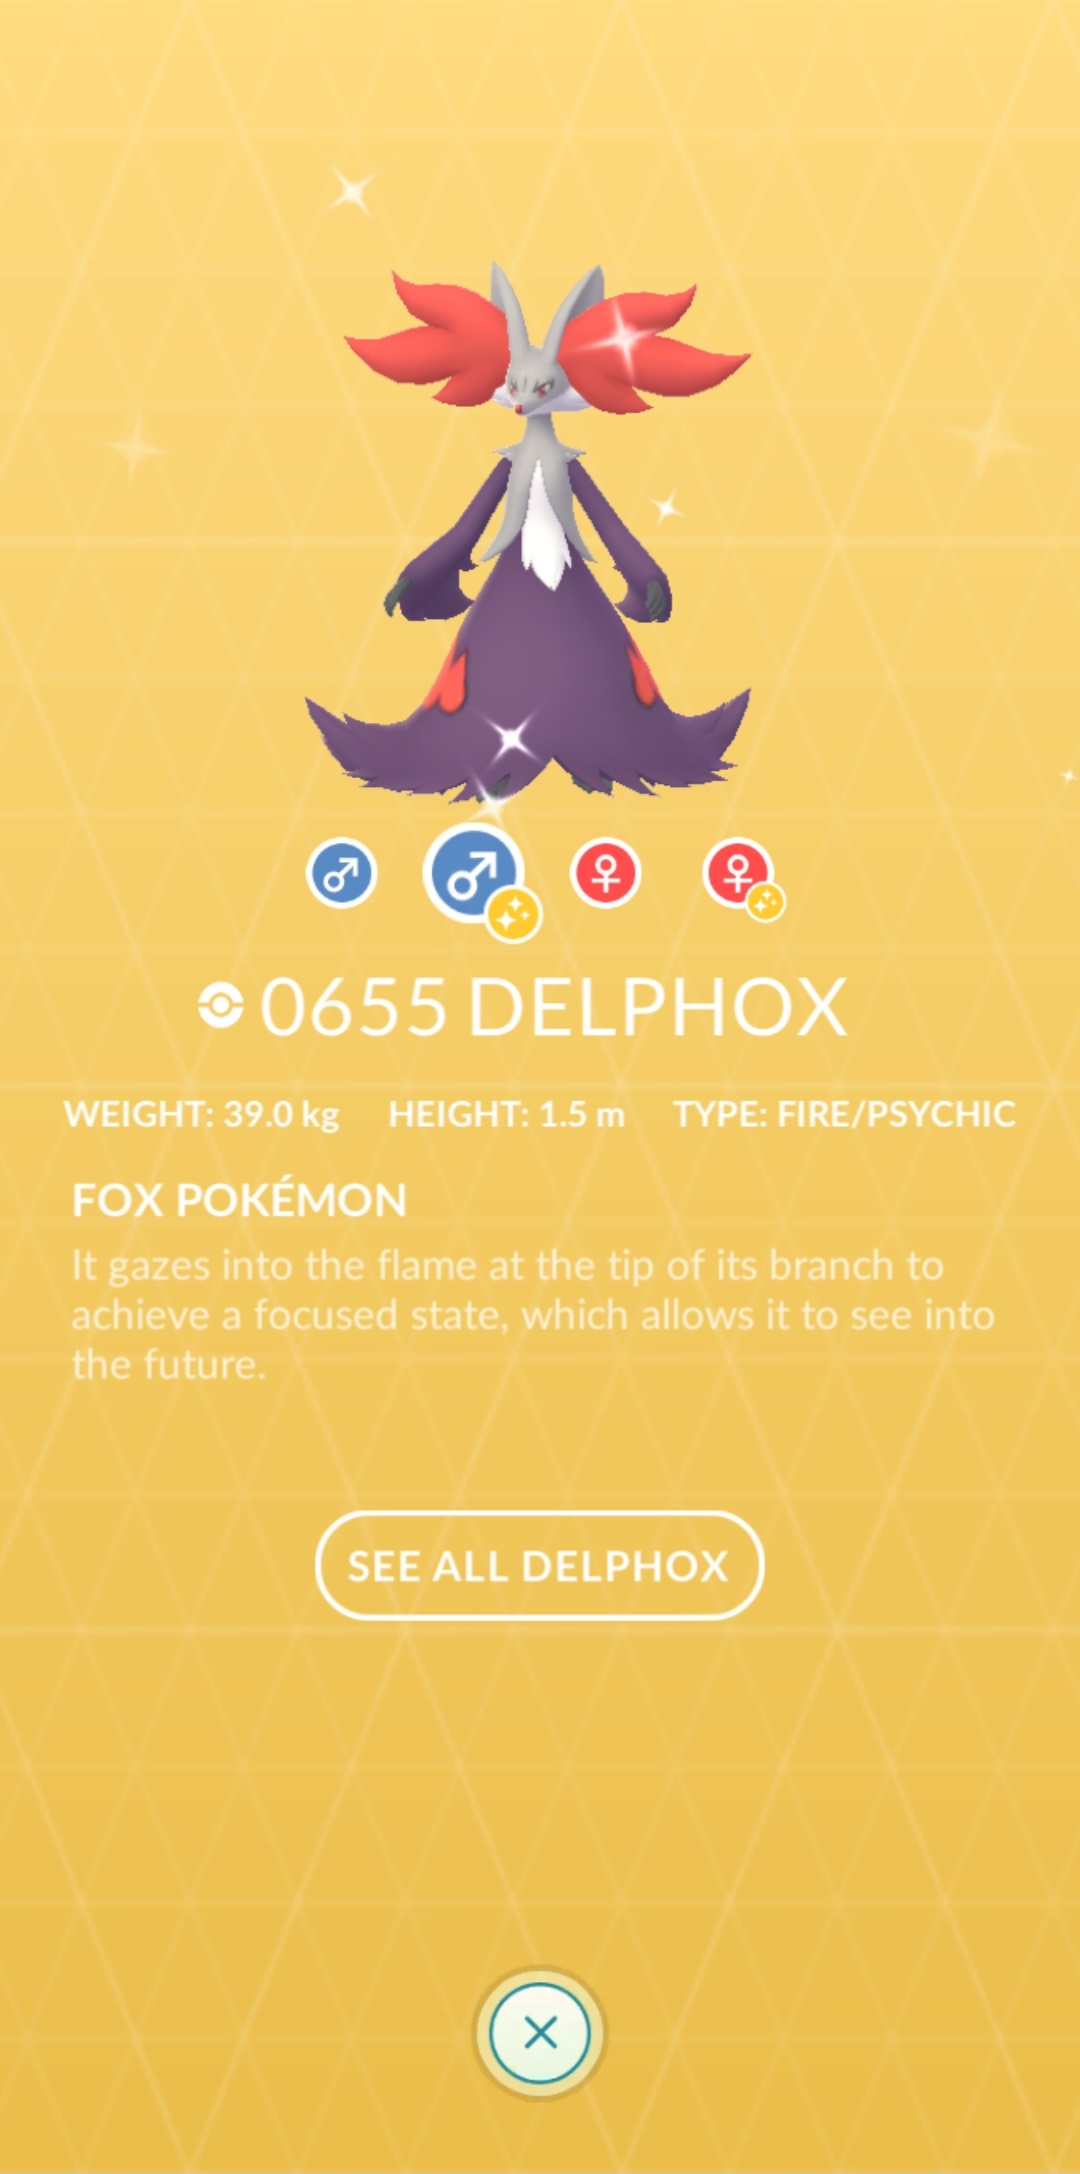 0655 DELPHOX
WEIGHT: 39.0 kg HEIGHT: 1.5 m TYPE: FIRE/PSYCHIC
FOX POKÉMON
It gazes into the flame at the tip of its branch to
achieve a focused state, which allows it to see into
the future.
SEE ALL DELPHOX